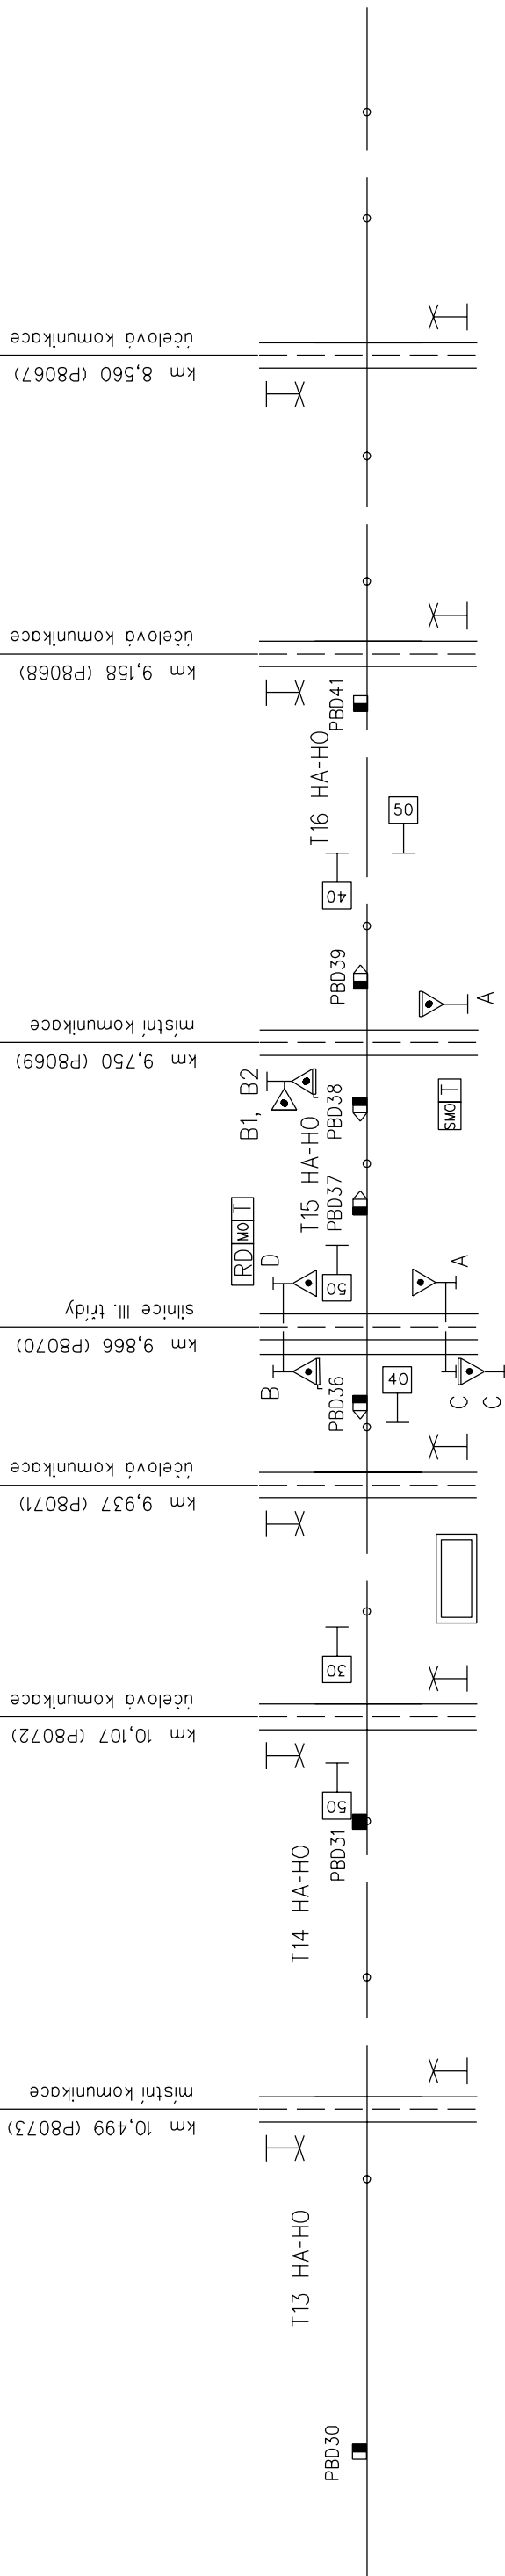 účelová komunikace
km 8,560 (P8067)
účelová komunikace
km 9,158 (P8068)
PBD41
T16 HA-HO
50
40
PBD39
A
místní komunikace
km 9,750 (P8069)
B1, B2
PBD38
SMO T
T15 HA-HO
PBD37
RD MO T
D
50
A
silnice III. třídy
km 9,866 (P8070)
B
PBD36
40
C
C
účelová komunikace
km 9,937 (P8071)
30
účelová komunikace
km 10,107 (P8072)
50
PBD31
T14 HA-HO
místní komunikace
km 10,499 (P8073)
T13 HA-HO
PBD30